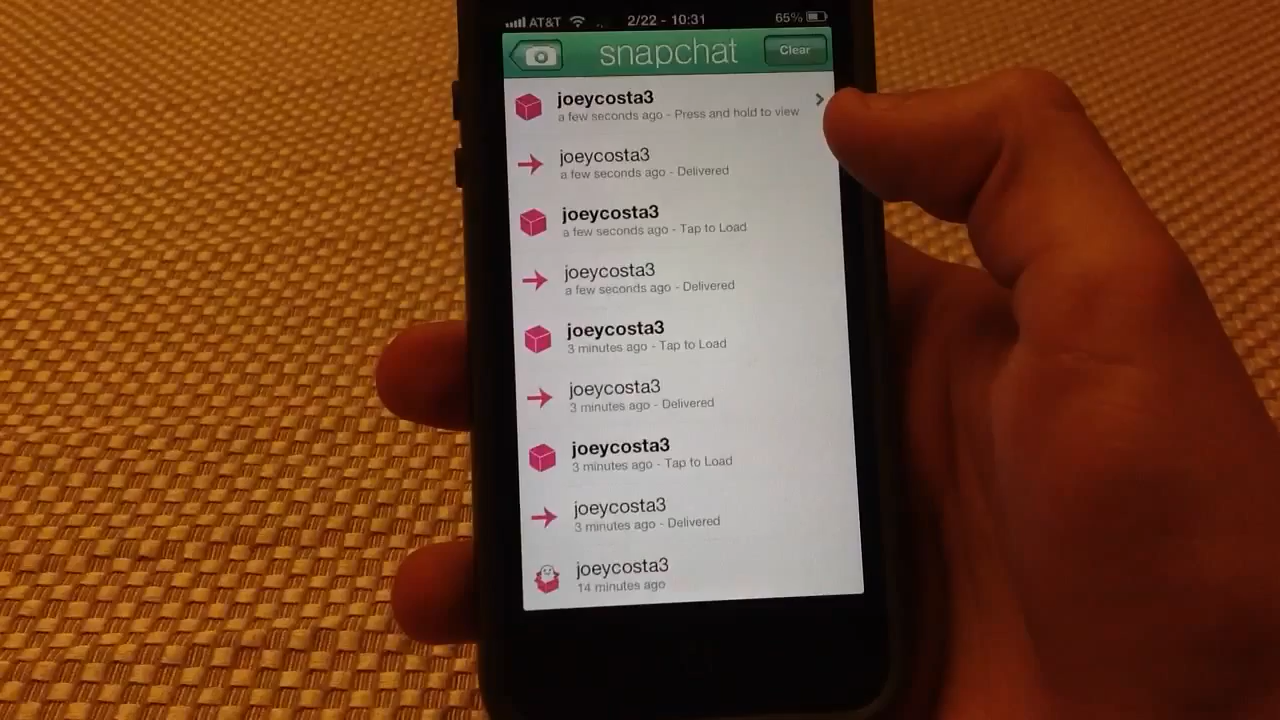 AT&T 2/22 - 10:31 65%
snapchat Clear
joeycosta3
a few seconds ago - Press and hold to view
joeycosta3
a few seconds ago - Delivered
joeycosta3
a few seconds ago - Tap to Load
joeycosta3
a few seconds ago - Delivered
joeycosta3
3 minutes ago - Tap to Load
joeycosta3
3 minutes ago - Delivered
joeycosta3
3 minutes ago - Tap to Load
joeycosta3
3 minutes ago - Delivered
joeycosta3
14 minutes ago